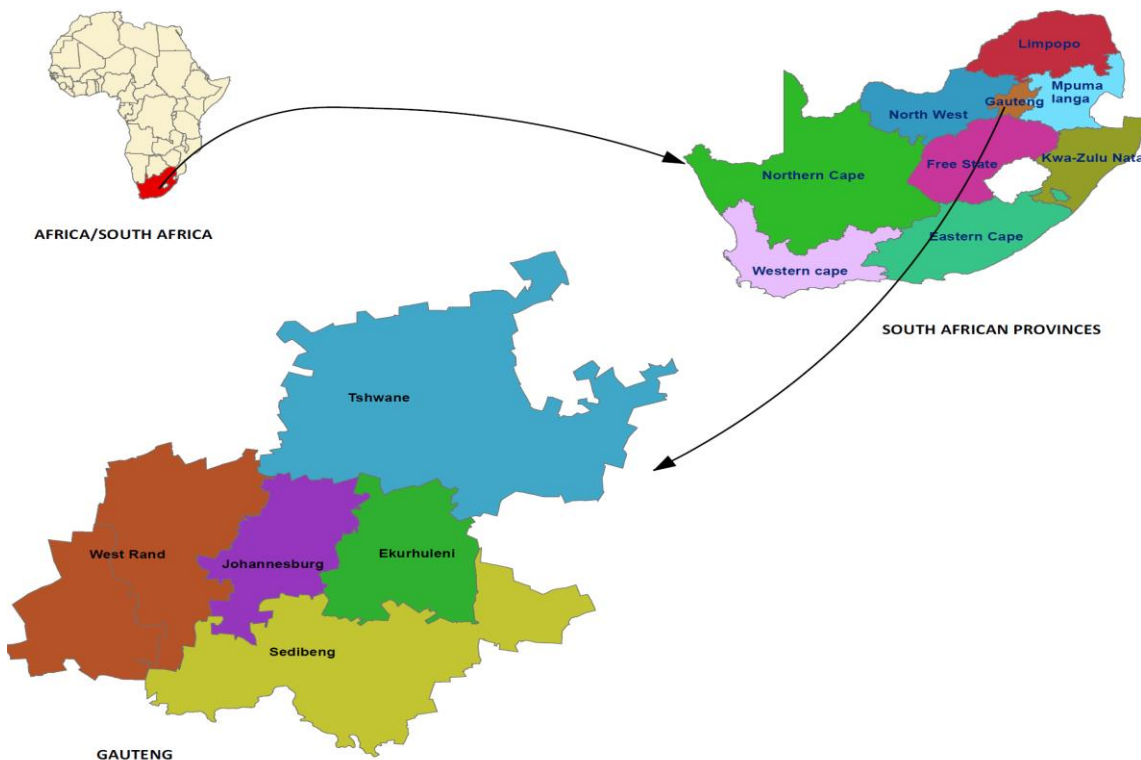 AFRICA/SOUTH AFRICA
Limpopo
Mpuma
langa
Gauteng
North West
Free State
Kwa-Zulu Nata
Northern Cape
Eastern Cape
Western cape
SOUTH AFRICAN PROVINCES
Tshwane
West Rand
Johannesburg
Ekurhuleni
Sedibeng
GAUTENG